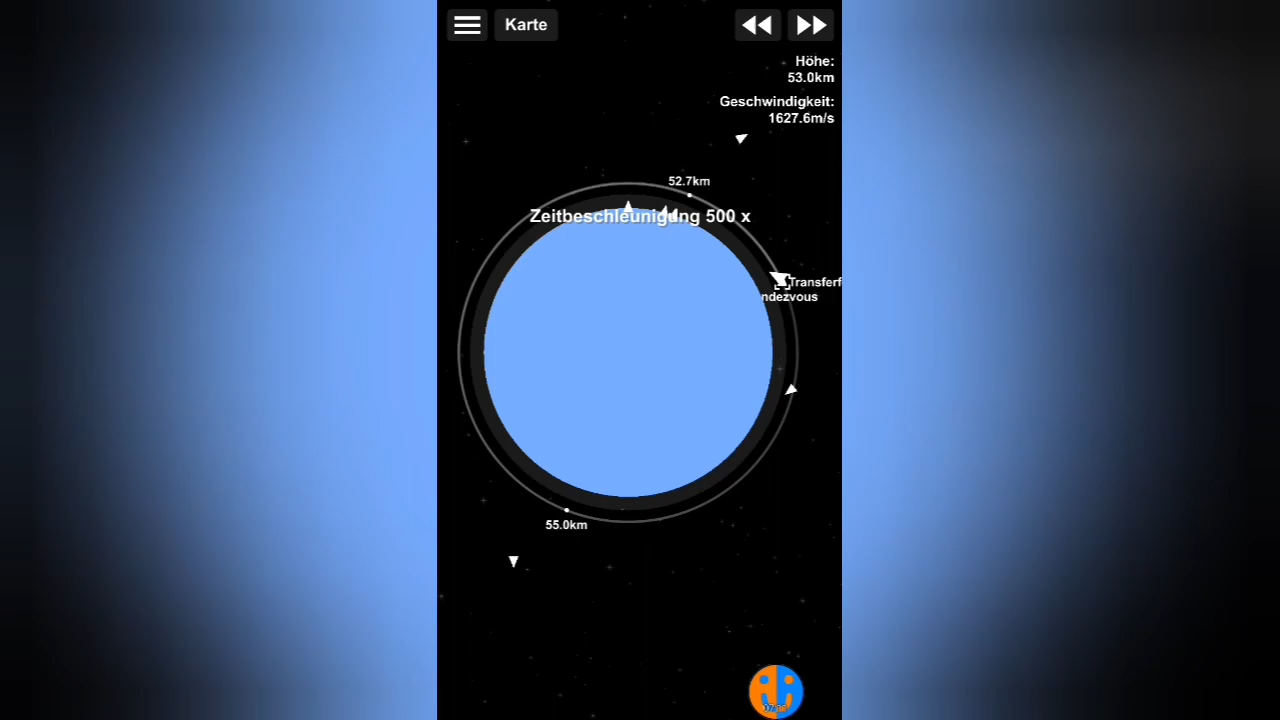 Karte
Höhe:
53.0km
Geschwindigkeit:
1627.6m/s
52.7km
Zeitbeschleunigung 500 x
Transferf
ndezvous
55.0km